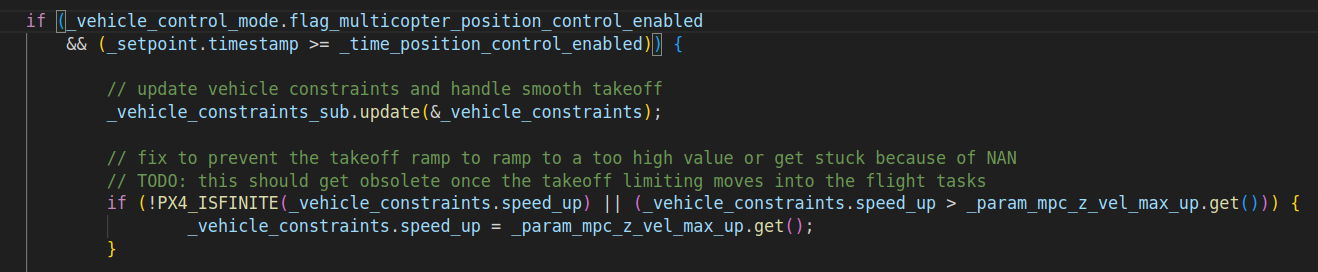 if (_vehicle_control_mode.flag_multicopter_position_control_enabled
&& (_setpoint.timestamp >= _time_position_control_enabled)) {
// update vehicle constraints and handle smooth takeoff
_vehicle_constraints_sub.update(&_vehicle_constraints);
// fix to prevent the takeoff ramp to ramp to a too high value or get stuck because of NAN
// TODO: this should get obsolete once the takeoff limiting moves into the flight tasks
if (!PX4_ISFINITE(_vehicle_constraints.speed_up) || (_vehicle_constraints.speed_up > _param_mpc_z_vel_max_up.get())) {
_vehicle_constraints.speed_up = _param_mpc_z_vel_max_up.get();
}